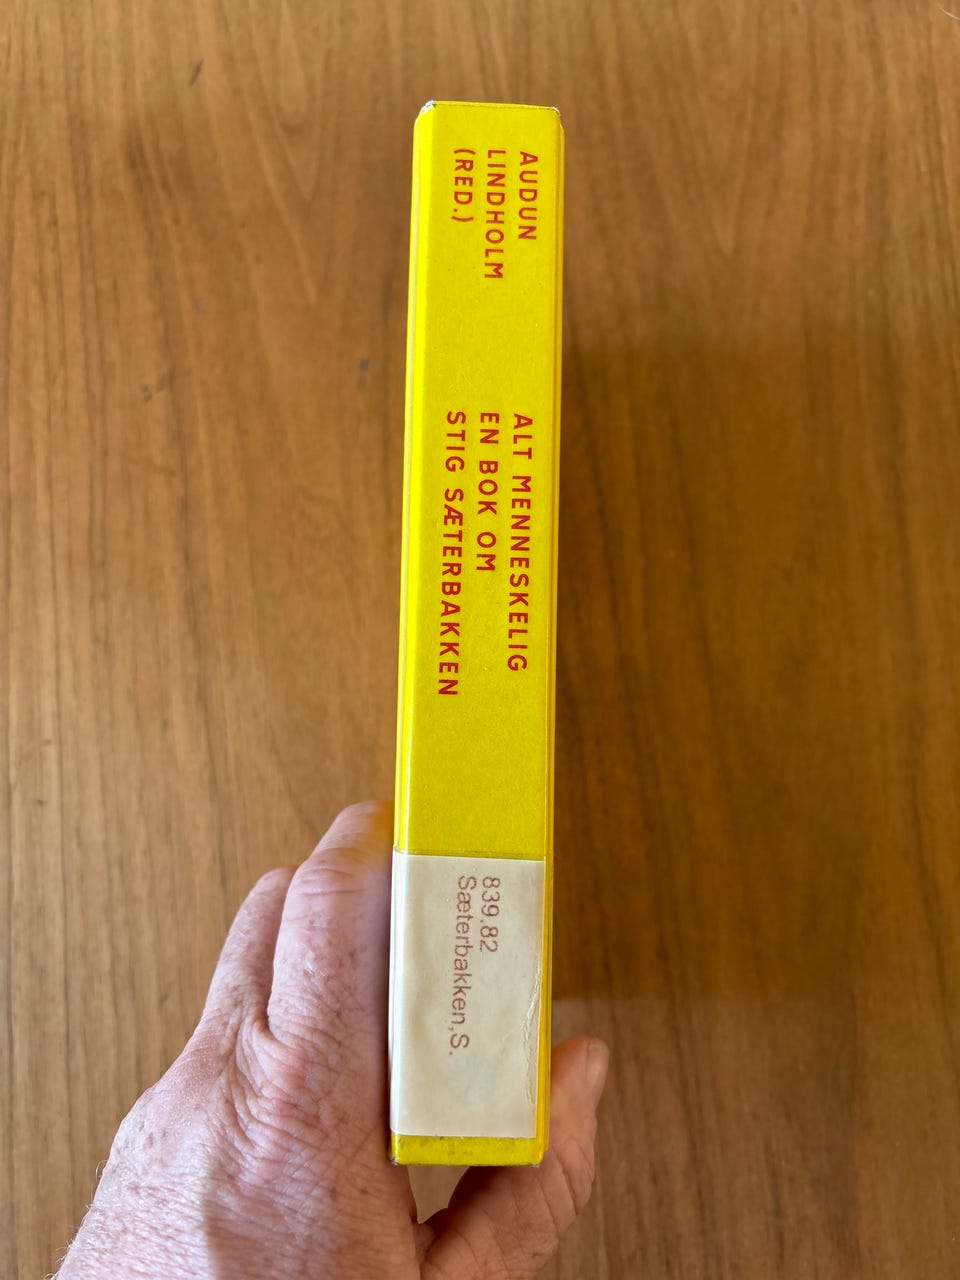 AUDUN
LINDHOLM
(RED.)
ALT MENNESKELIG
EN BOK OM
STIG SÆTERBAKKEN
839.82
Sæterbakken,S.